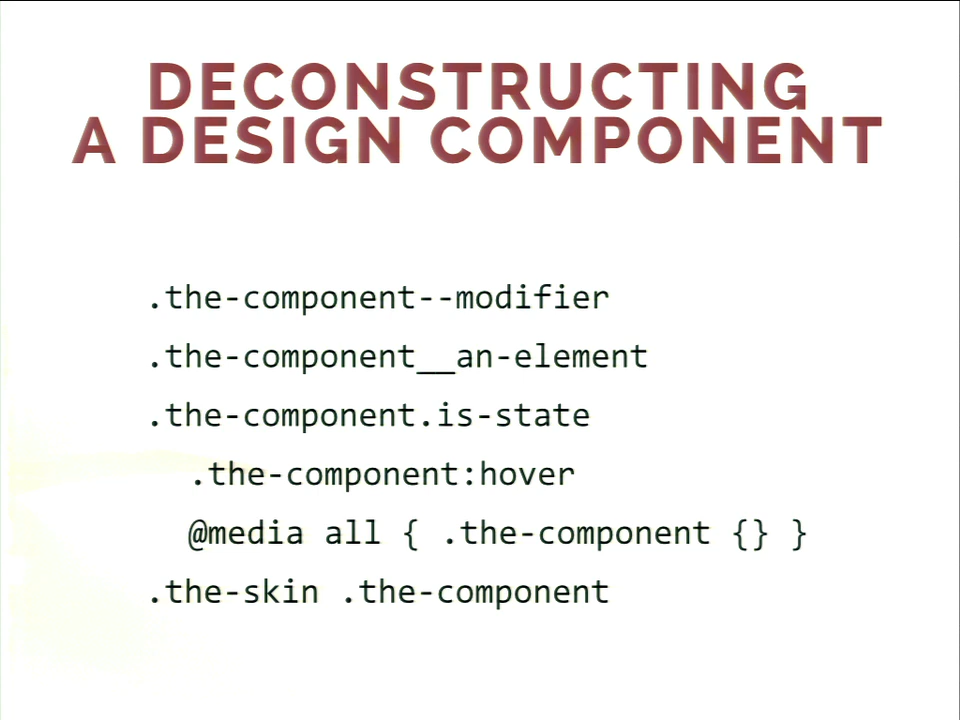 DECONSTRUCTING
A DESIGN COMPONENT
.the-component--modifier
.the-component__an-element
.the-component.is-state
.the-component:hover
@media all { .the-component {} }
.the-skin .the-component